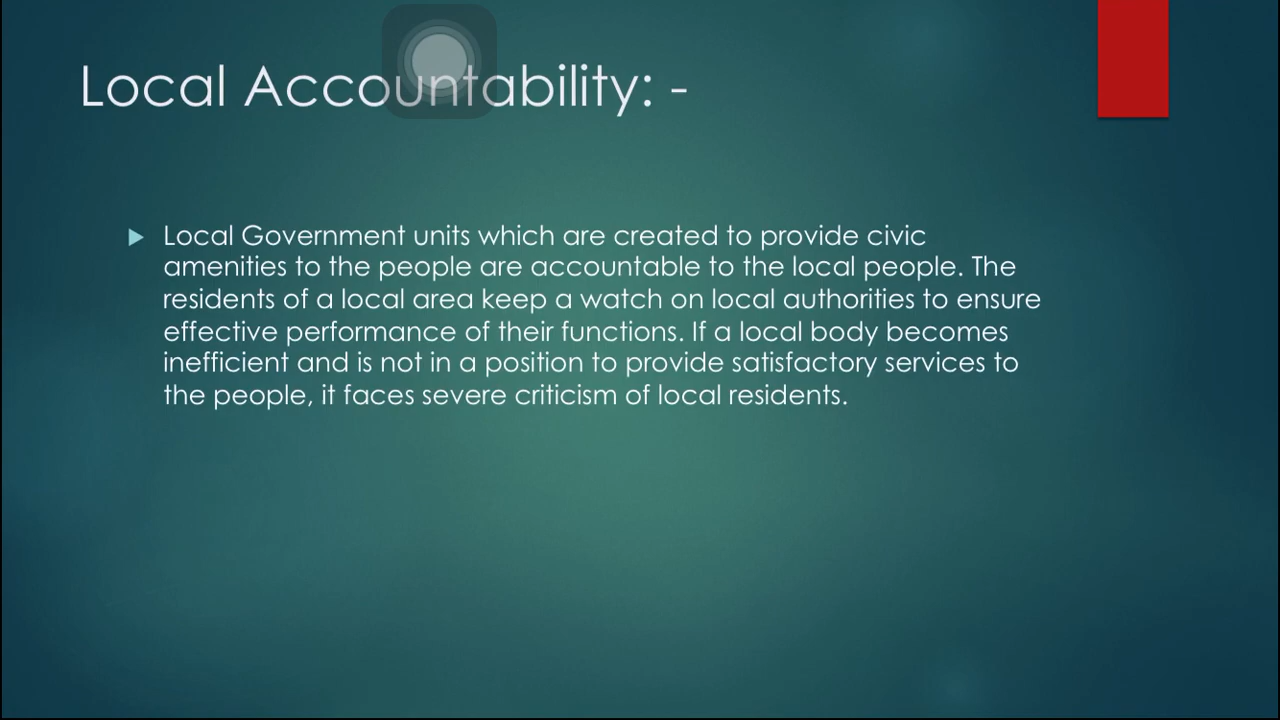 Local Accountability: -
Local Government units which are created to provide civic
amenities to the people are accountable to the local people. The
residents of a local area keep a watch on local authorities to ensure
effective performance of their functions. If a local body becomes
inefficient and is not in a position to provide satisfactory services to
the people, it faces severe criticism of local residents.